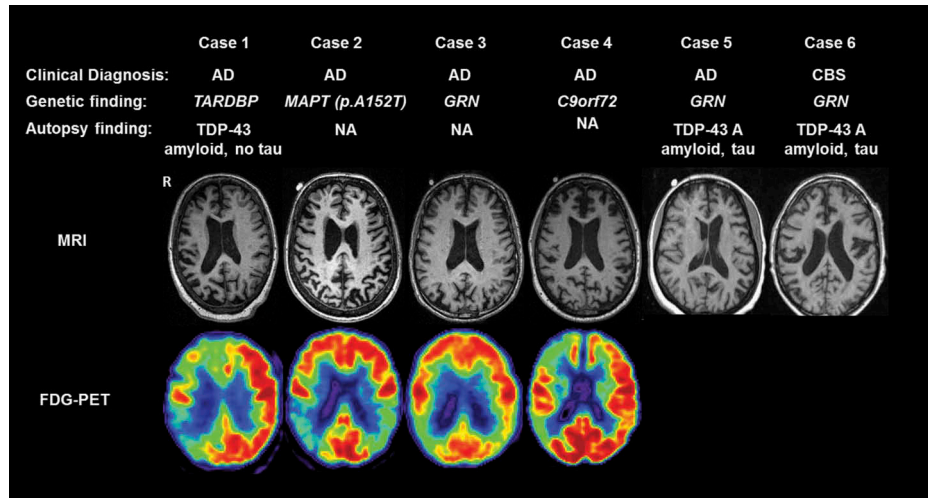 Case 1 Case 2 Case 3 Case 4 Case 5 Case 6
Clinical Diagnosis: AD AD AD AD AD CBS
Genetic finding: TARDBP MAPT (p.A152T) GRN C9orf72 GRN GRN
Autopsy finding: TDP-43 NA NA NA TDP-43 A TDP-43 A
amyloid, no tau amyloid, tau amyloid, tau
R
MRI
FDG-PET